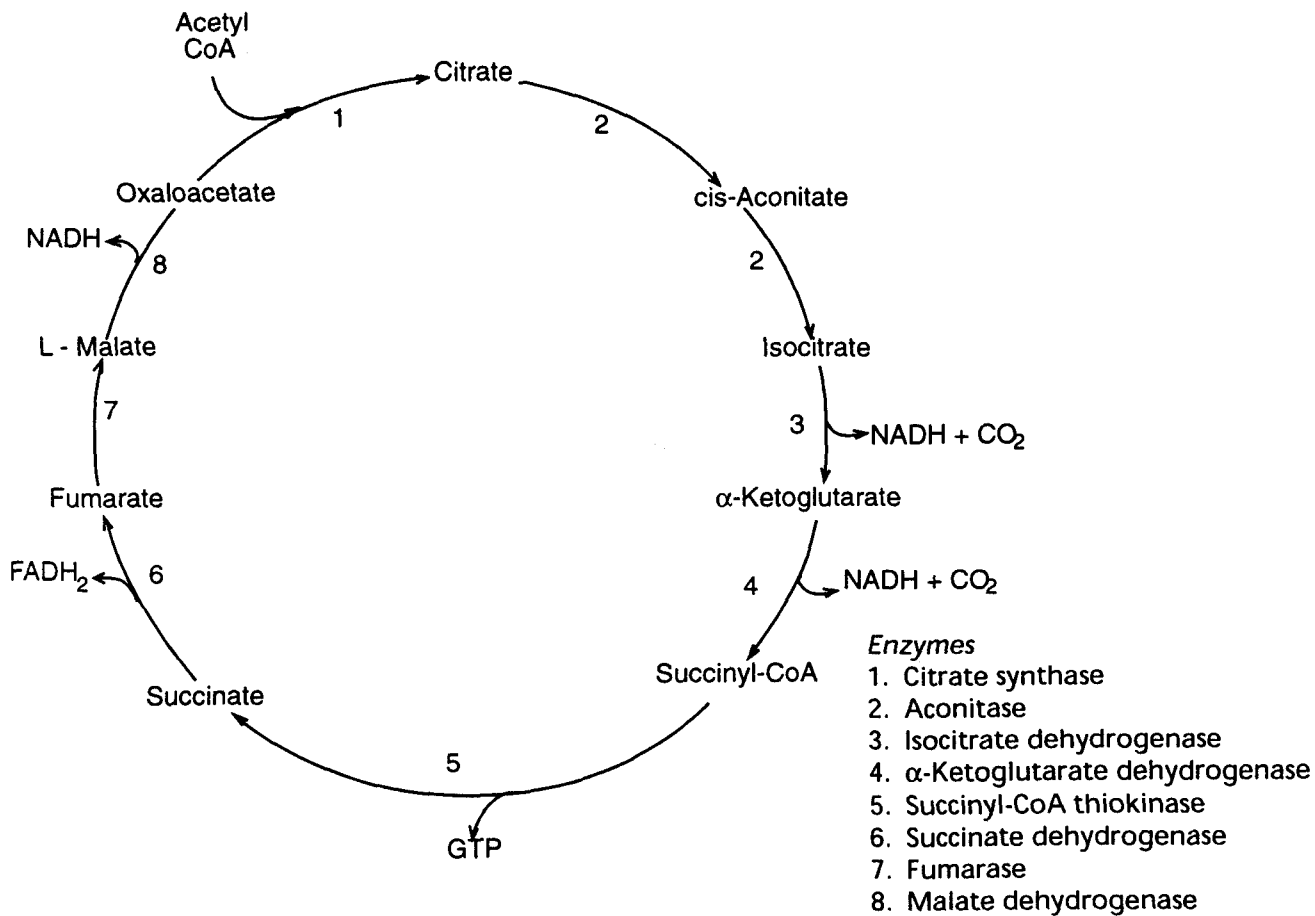 Acetyl
CoA
Citrate
1
2
Oxaloacetate
cis-Aconitate
NADH
8
2
L - Malate
Isocitrate
7
3
NADH + CO₂
Fumarate
α-Ketoglutarate
FADH₂
6
4
NADH + CO₂
Succinate
Succinyl-CoA
5
GTP
Enzymes
1. Citrate synthase
2. Aconitase
3. Isocitrate dehydrogenase
4. α-Ketoglutarate dehydrogenase
5. Succinyl-CoA thiokinase
6. Succinate dehydrogenase
7. Fumarase
8. Malate dehydrogenase